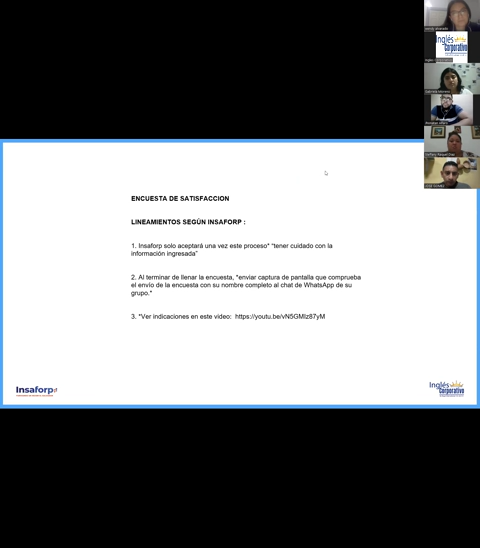 Inglés
Corporativo
ENCUESTA DE SATISFACCION
LINEAMIENTOS SEGÚN INSAFORP :
1. Insaforp solo aceptará una vez este proceso* "tener cuidado con la
información ingresada"
2. Al terminar de llenar la encuesta, *enviar captura de pantalla que comprueba
el envío de la encuesta con su nombre completo al chat de WhatsApp de su
grupo.*
3. *Ver indicaciones en este video: https://youtu.be/vN5GMIz87yM
Insaforp
Inglés
Corporativo